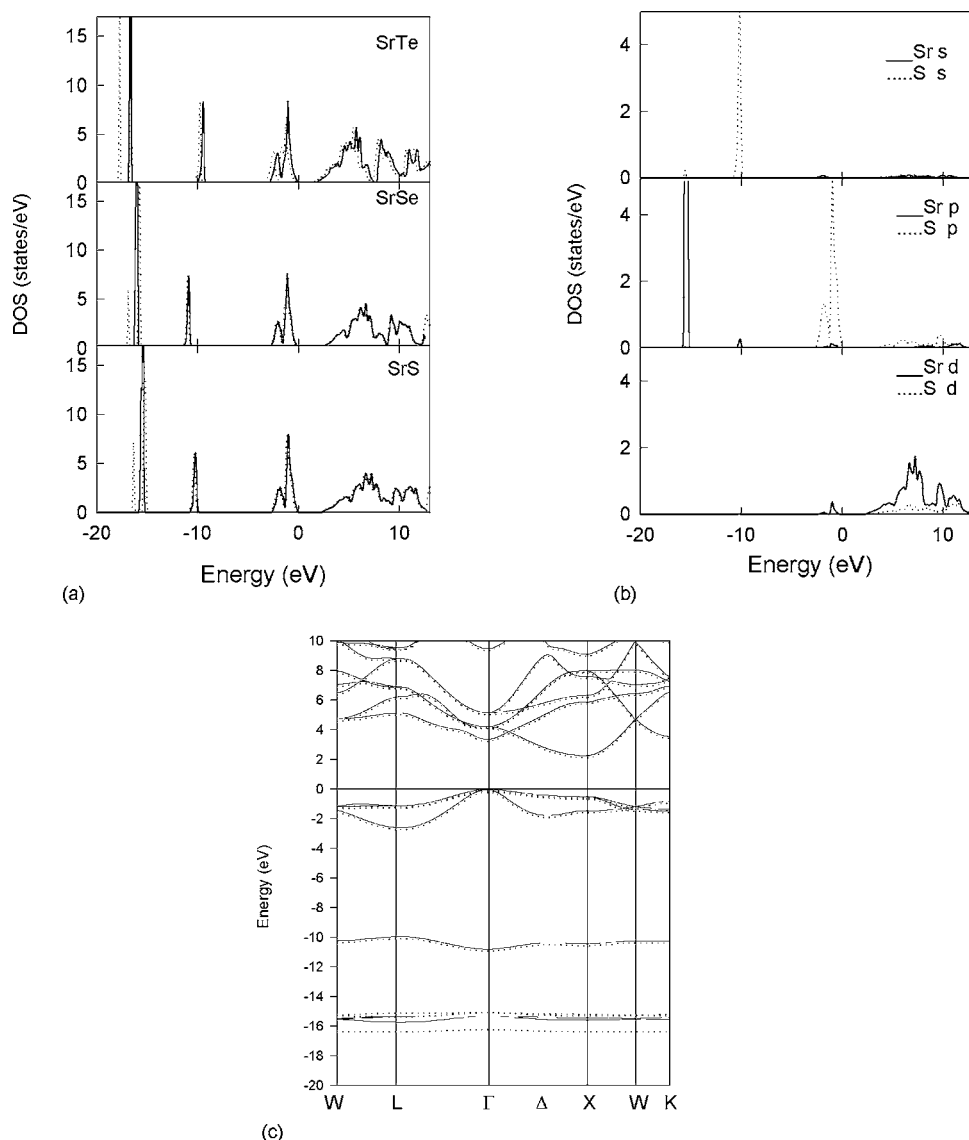 SrTe
15
10
5
0
SrSe
15
10
5
0
SrS
15
10
5
0
-20 -10 0 10
DOS (states/eV)
Energy (eV)
(a)
Sr s
S s
4
2
0
Sr p
S p
4
2
0
Sr d
S d
4
2
0
-20 -10 0 10
DOS (states/eV)
Energy (eV)
(b)
10
8
6
4
2
0
-2
-4
-6
-8
-10
-12
-14
-16
-18
-20
Energy (eV)
W L Γ Δ X W K
(c)